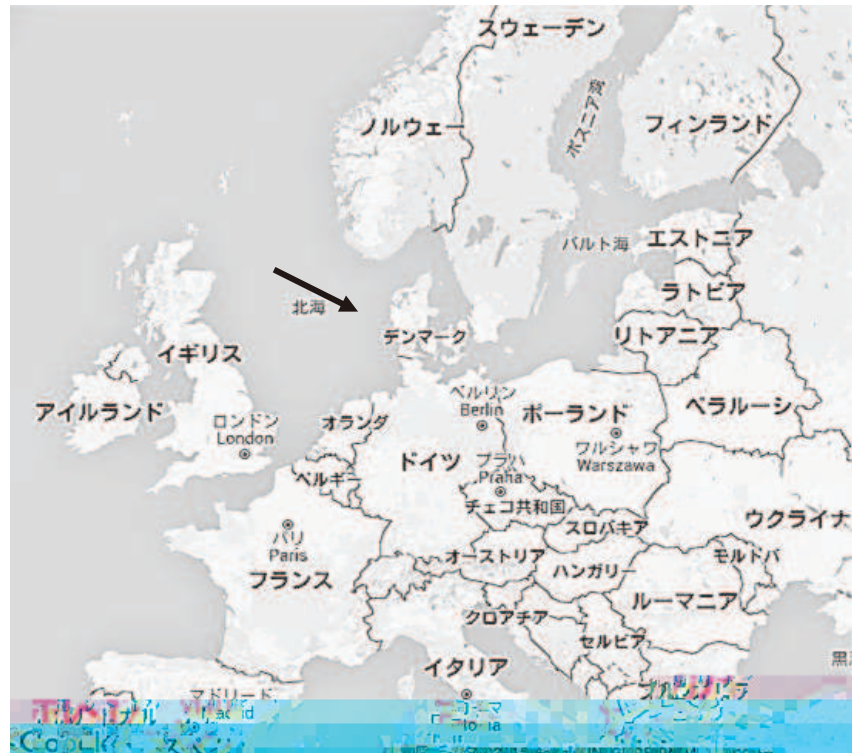 スウェーデン
ノルウェー
ボスニア湾
フィンランド
バルト海
エストニア
北海
ラトビア
デンマーク
リトアニア
イギリス
アイルランド
ロンドン
London
オランダ
ベルリン
Berlin
ポーランド
ベラルーシ
ワルシャワ
Warszawa
ベルギー
ドイツ
プラハ
Praha
チェコ共和国
スロバキア
ウクライナ
パリ
Paris
フランス
オーストリア
ハンガリー
モルドバ
ルーマニア
クロアチア
セルビア
イタリア
黒
マドリード